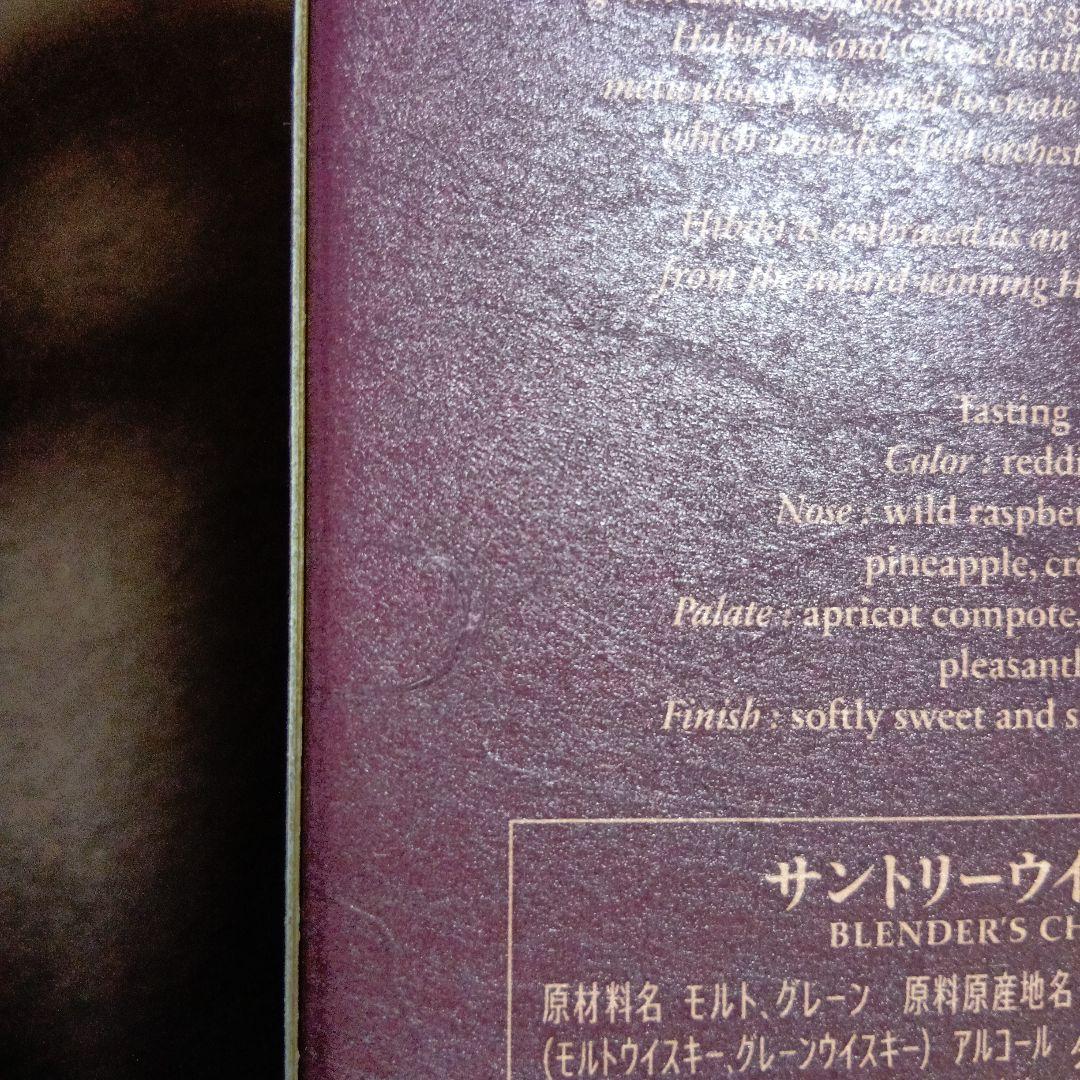 from Suntory's
Hakushu and Chita distill
meticulously blended to create
which unveils a full orchest
Hibiki is embraced as an
from the award winning H
Tasting
Color : reddi
Nose : wild raspber
pineapple, cr
Palate : apricot compote,
pleasantl
Finish : softly sweet and s
サントリーウイ
BLENDER'S CH
原材料名 モルト、グレーン 原料原産地名
(モルトウイスキー、グレーンウイスキー) アルコール